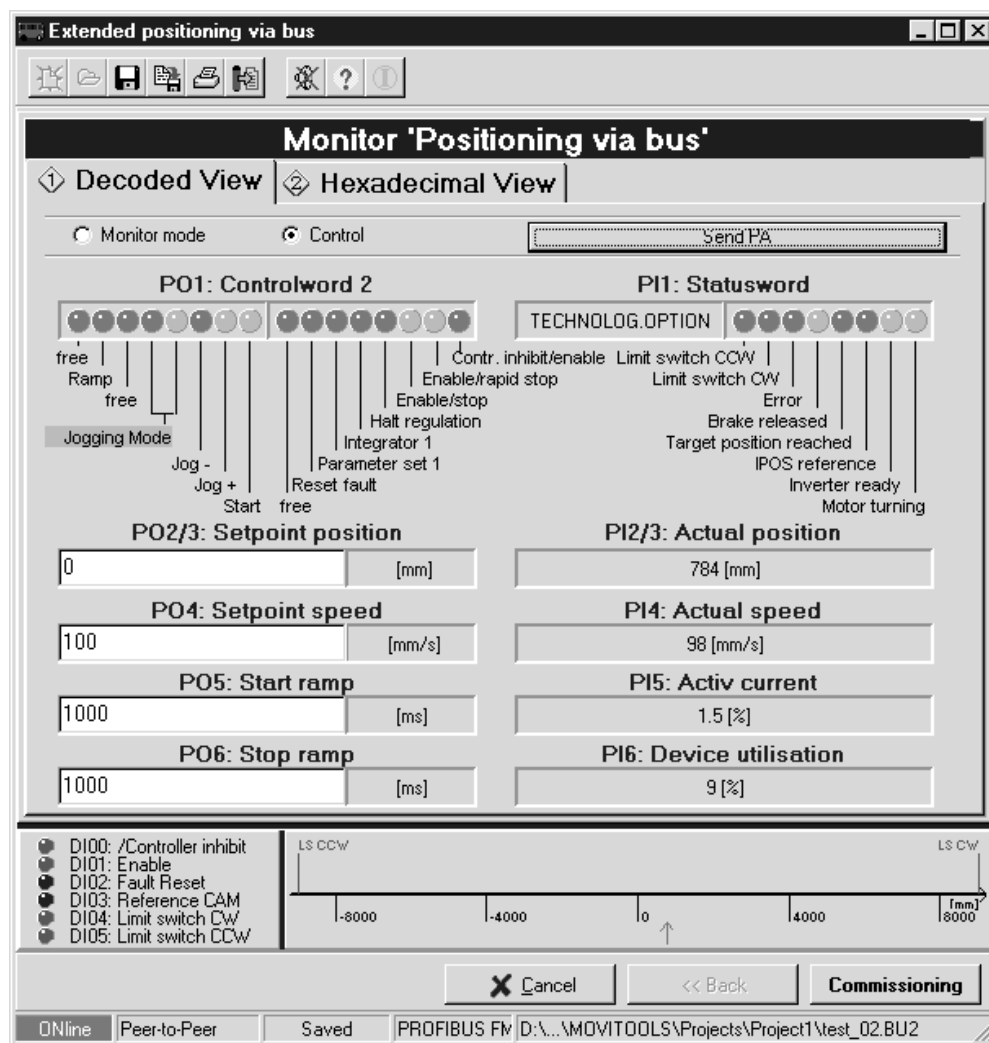 Extended positioning via bus
Monitor 'Positioning via bus'
1 Decoded View
2 Hexadecimal View
Monitor mode
Control
Send PA
PO1: Controlword 2
PI1: Statusword
TECHNOLOG.OPTION
free
Ramp
free
Jogging Mode
Jog -
Jog +
Start
Contr. inhibit/enable
Enable/rapid stop
Enable/stop
Halt regulation
Integrator 1
Parameter set 1
Reset fault
free
Limit switch CCW
Limit switch CW
Error
Brake released
Target position reached
IPOS reference
Inverter ready
Motor turning
PO2/3: Setpoint position
PI2/3: Actual position
0 [mm]
784 [mm]
PO4: Setpoint speed
PI4: Actual speed
100 [mm/s]
98 [mm/s]
PO5: Start ramp
PI5: Activ current
1000 [ms]
1.5 [%]
PO6: Stop ramp
PI6: Device utilisation
1000 [ms]
9 [%]
DI00: /Controller inhibit
DI01: Enable
DI02: Fault Reset
DI03: Reference CAM
DI04: Limit switch CW
DI05: Limit switch CCW
LS CCW
LS CW
-8000 -4000 0 4000 8000
[mm]
Cancel
<< Back
Commissioning
ONline
Peer-to-Peer
Saved
PROFIBUS FM
D:\...\MOVITOOLS\Projects\Project1\test_02.BU2